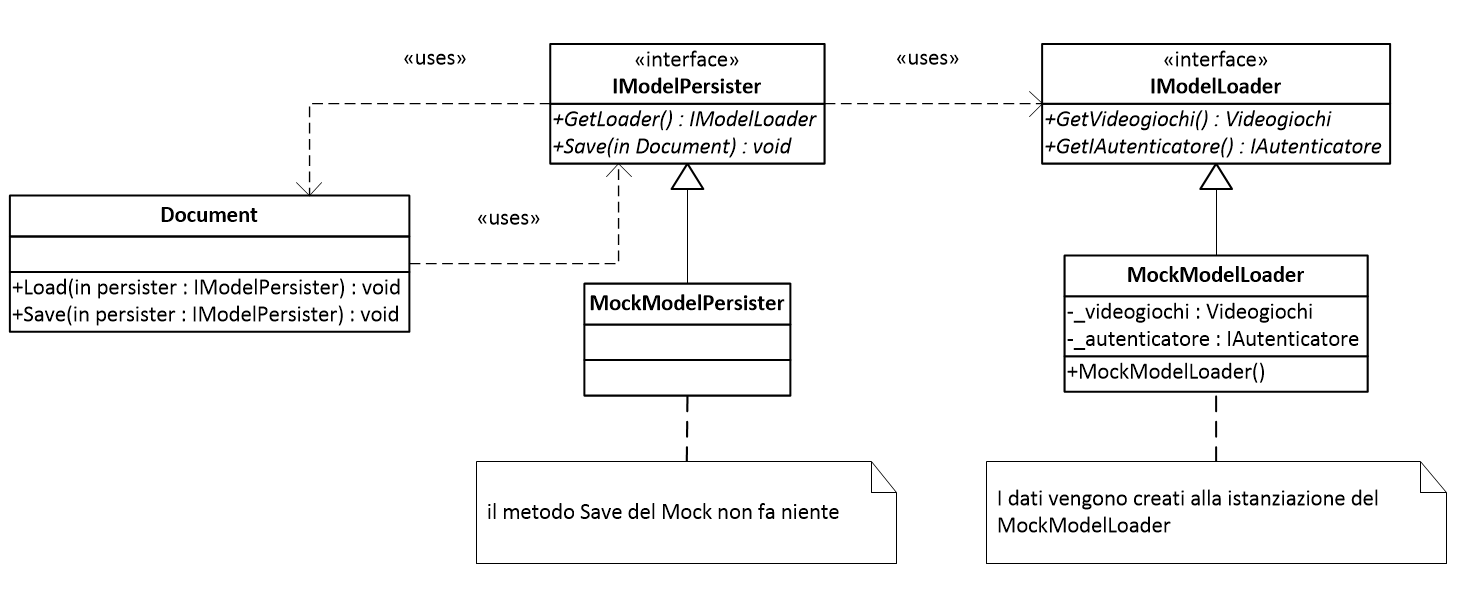 «uses»
«interface»
IModelPersister
+GetLoader() : IModelLoader
+Save(in Document) : void
«uses»
«interface»
IModelLoader
+GetVideogiochi() : Videogiochi
+GetIAutenticatore() : IAutenticatore
Document
+Load(in persister : IModelPersister) : void
+Save(in persister : IModelPersister) : void
«uses»
MockModelPersister
MockModelLoader
-_videogiochi : Videogiochi
-_autenticatore : IAutenticatore
+MockModelLoader()
il metodo Save del Mock non fa niente
I dati vengono creati alla istanziazione del
MockModelLoader